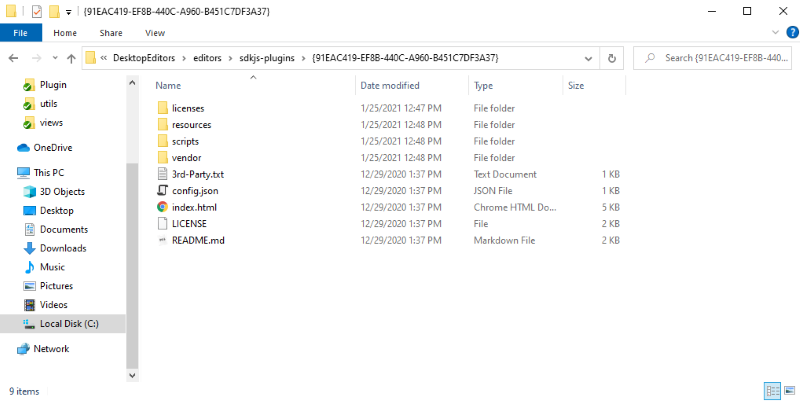 {91EAC419-EF8B-440C-A960-B451C7DF3A37}
File Home Share View
« DesktopEditors › editors › sdkjs-plugins › {91EAC419-EF8B-440C-A960-B451C7DF3A37}
Search {91EAC419-EF8B-440...
Plugin
utils
views
OneDrive
This PC
3D Objects
Desktop
Documents
Downloads
Music
Pictures
Videos
Local Disk (C:)
Network
Name Date modified Type Size
licenses 1/25/2021 12:47 PM File folder
resources 1/25/2021 12:48 PM File folder
scripts 1/25/2021 12:48 PM File folder
vendor 1/25/2021 12:48 PM File folder
3rd-Party.txt 12/29/2020 1:37 PM Text Document 1 KB
config.json 12/29/2020 1:37 PM JSON File 1 KB
index.html 12/29/2020 1:37 PM Chrome HTML Do... 5 KB
LICENSE 12/29/2020 1:37 PM File 2 KB
README.md 12/29/2020 1:37 PM Markdown File 2 KB
9 items